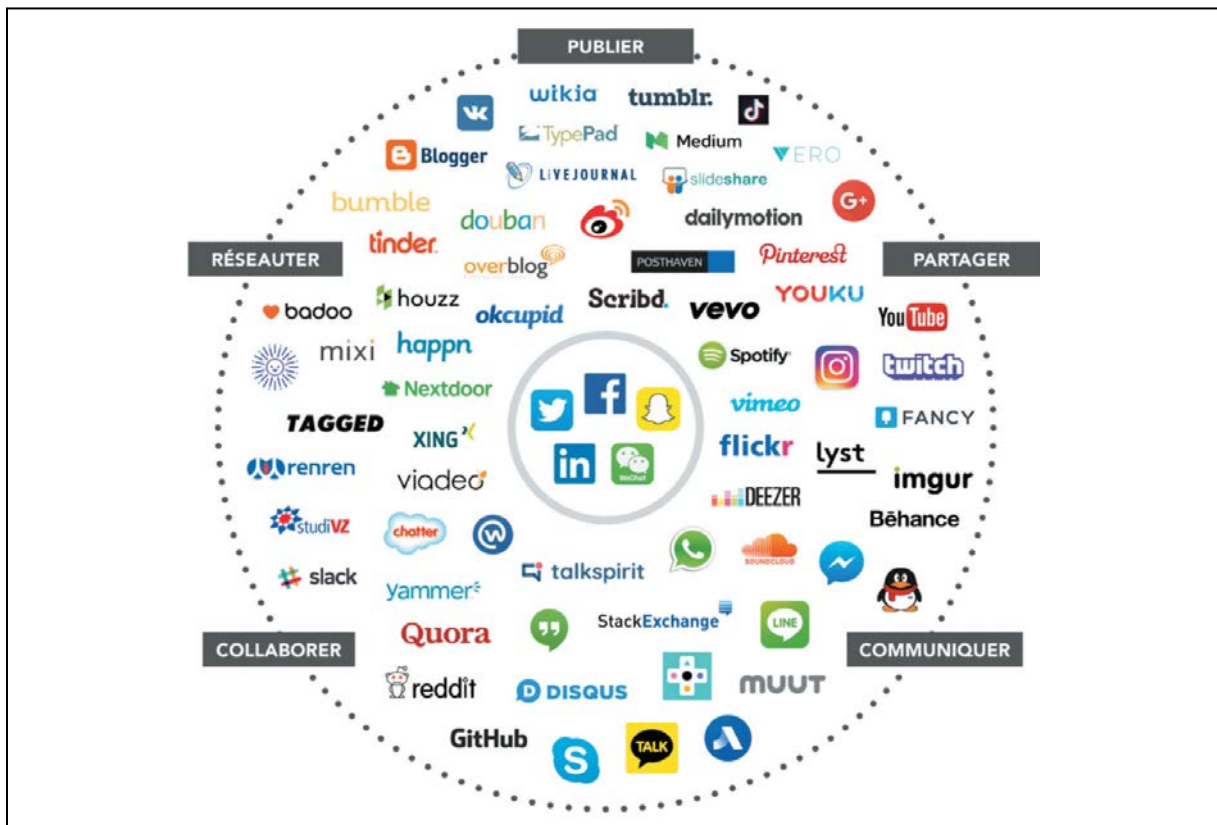 PUBLIER
wikia
tumblr.
VK
TypePad
Medium
VERO
Blogger
LIVEJOURNAL
slideshare
G+
bumble
douban
dailymotion
tinder
overblog
POSTHAVEN
Pinterest
RÉSEAUTER
PARTAGER
badoo
houzz
okcupid
Scribd.
vevo
YOUKU
YouTube
mixi
happn
Spotify
twitch
Nextdoor
vimeo
FANCY
TAGGED
XING
in
WeChat
flickr
lyst
renren
viadeo
DEEZER
imgur
studiVZ
chatter
Bēhance
SOUNDCLOUD
slack
yammer
talkspirit
Quora
StackExchange
LINE
COLLABORER
COMMUNIQUER
reddit
DISQUS
muut
GitHub
S
TALK